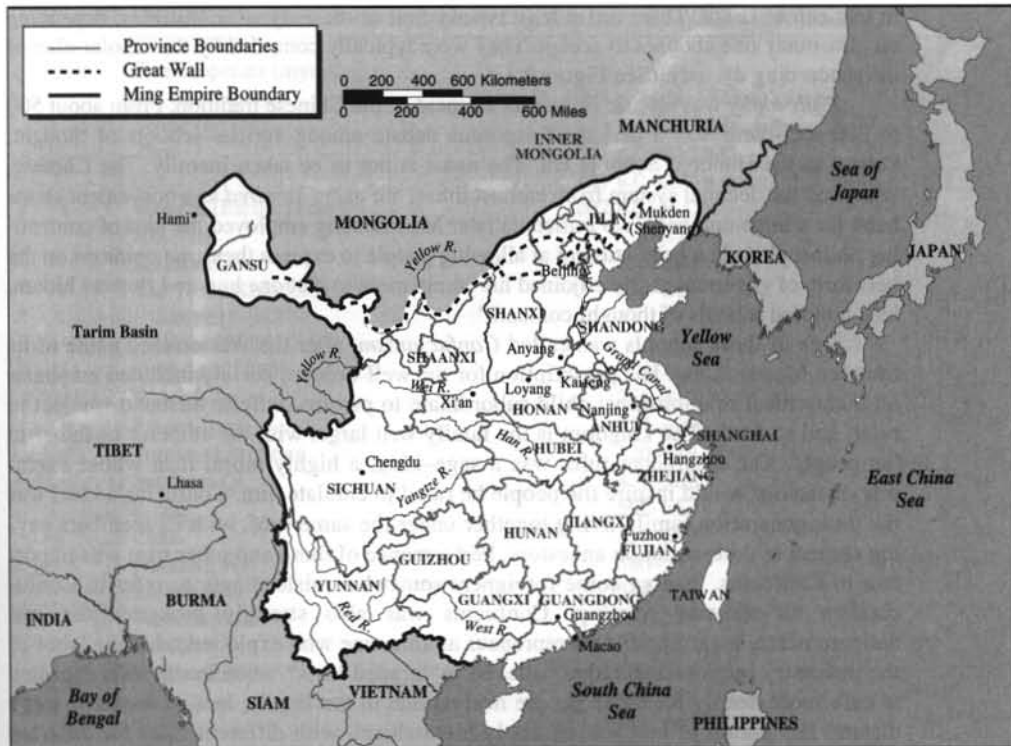 Province Boundaries
Great Wall
Ming Empire Boundary
0 200 400 600 Kilometers
0 200 400 600 Miles
INNER
MONGOLIA
MANCHURIA
Sea of
Japan
Hami
MONGOLIA
Yellow R.
JILIN
Mukden
(Shenyang)
GANSU
Beijing
KOREA
JAPAN
SHANXI
SHANDONG
Tarim Basin
Yellow R.
SHAANXI
Anyang
Grand Canal
Yellow
Sea
Wei R.
Xi'an
Loyang
Kaifeng
HONAN
Nanjing
ANHUI
TIBET
Han R.
HUBEI
SHANGHAI
Chengdu
Hangzhou
ZHEJIANG
Lhasa
SICHUAN
Yangtze R.
East China
Sea
HUNAN
JIANGXI
Fuzhou
FUJIAN
GUIZHOU
YUNNAN
BURMA
TAIWAN
INDIA
Red R.
GUANGXI
GUANGDONG
Guangzhou
West R.
Macao
Bay of
Bengal
SIAM
VIETNAM
South China
Sea
PHILIPPINES